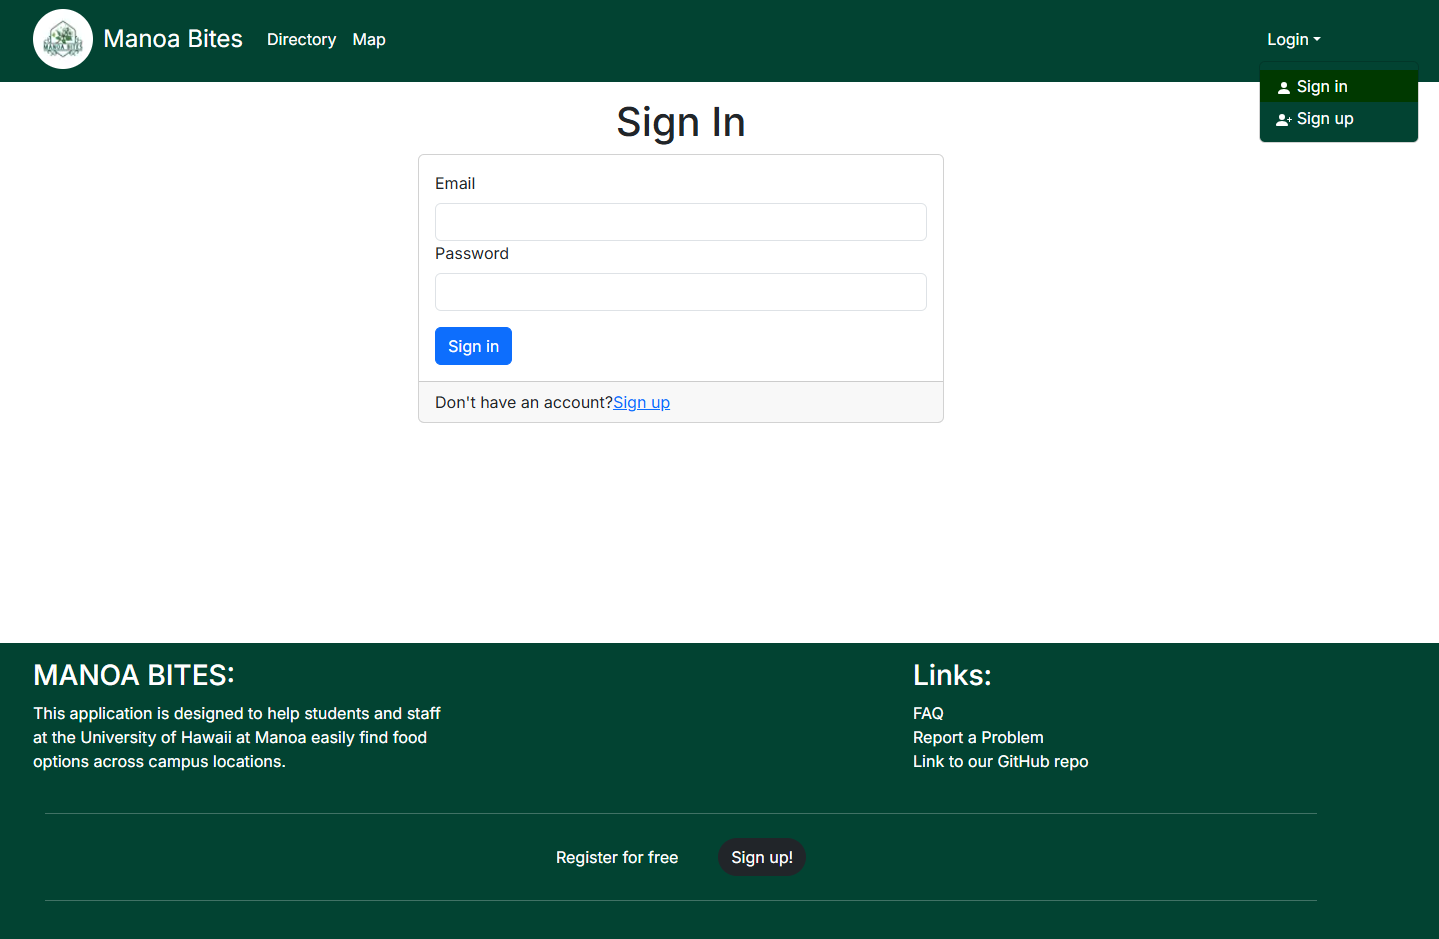 MANOA BITES
Manoa Bites
Directory
Map
Login
Sign in
Sign up
Sign In
Email
Password
Sign in
Don't have an account?Sign up
MANOA BITES:
This application is designed to help students and staff
at the University of Hawaii at Manoa easily find food
options across campus locations.
Links:
FAQ
Report a Problem
Link to our GitHub repo
Register for free
Sign up!